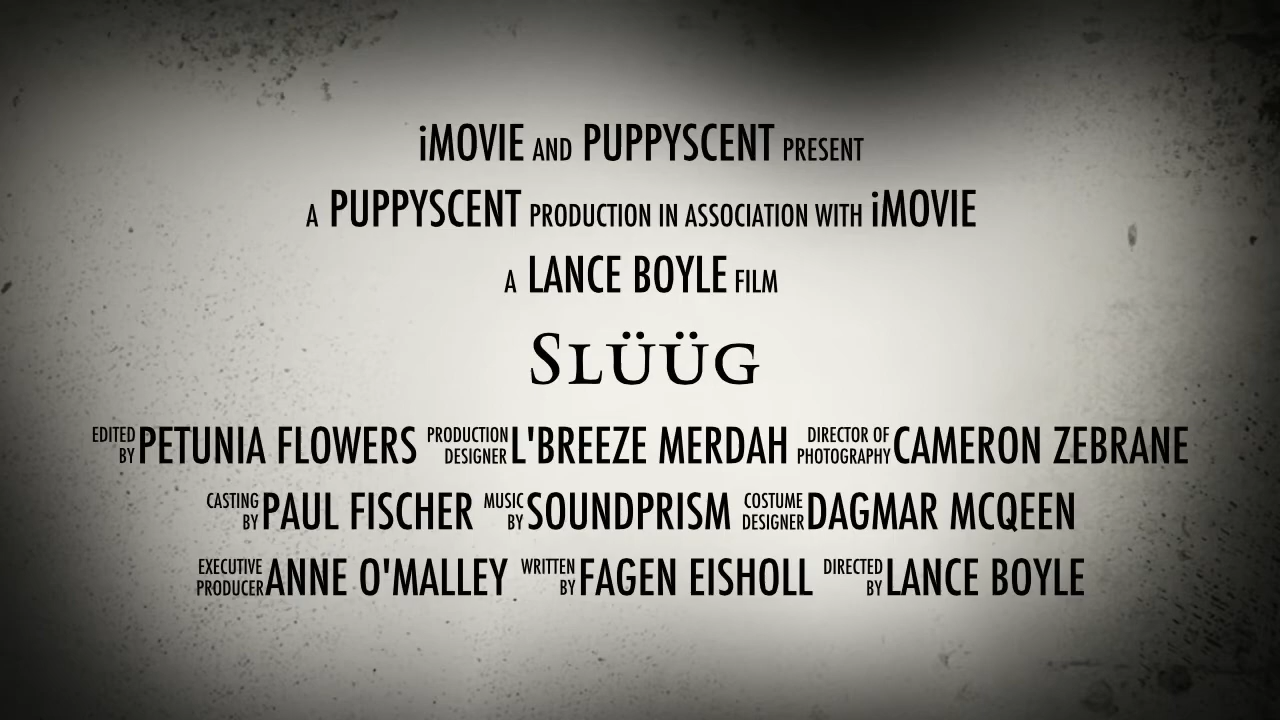 iMOVIE AND PUPPYSCENT PRESENT
A PUPPYSCENT PRODUCTION IN ASSOCIATION WITH iMOVIE
A LANCE BOYLE FILM
SLÜÜG
EDITED BY PETUNIA FLOWERS PRODUCTION DESIGNER L'BREEZE MERDAH DIRECTOR OF PHOTOGRAPHY CAMERON ZEBRANE
CASTING BY PAUL FISCHER MUSIC BY SOUNDPRISM COSTUME DESIGNER DAGMAR MCQEEN
EXECUTIVE PRODUCER ANNE O'MALLEY WRITTEN BY FAGEN EISHOLL DIRECTED BY LANCE BOYLE